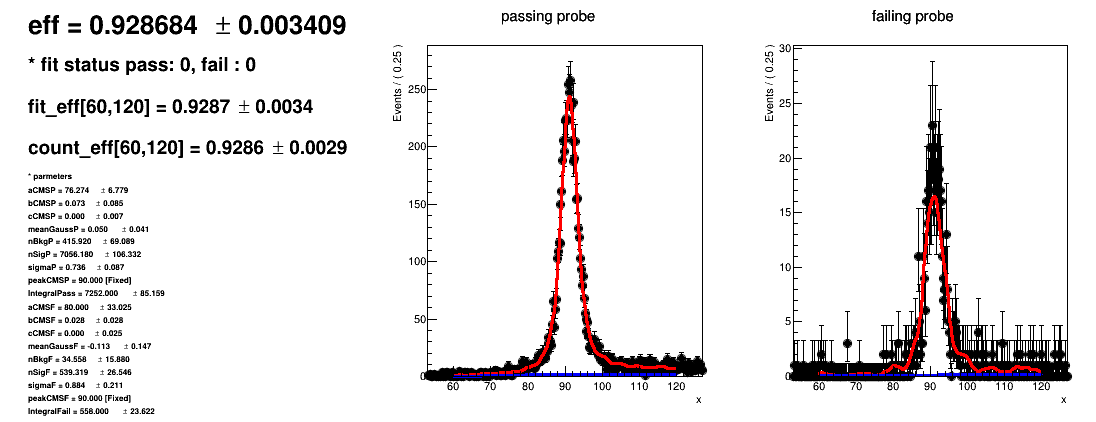 eff = 0.928684 ± 0.003409
* fit status pass: 0, fail : 0
fit_eff[60,120] = 0.9287 ± 0.0034
count_eff[60,120] = 0.9286 ± 0.0029
* parmeters
aCMSP = 76.274 ± 6.779
bCMSP = 0.073 ± 0.085
cCMSP = 0.000 ± 0.007
meanGaussP = 0.050 ± 0.041
nBkgP = 415.920 ± 69.089
nSigP = 7056.180 ± 106.332
sigmaP = 0.736 ± 0.087
peakCMSP = 90.000 [Fixed]
IntegralPass = 7252.000 ± 85.159
aCMSF = 80.000 ± 33.025
bCMSF = 0.028 ± 0.028
cCMSF = 0.000 ± 0.025
meanGaussF = -0.113 ± 0.147
nBkgF = 34.558 ± 15.880
nSigF = 539.319 ± 26.546
sigmaF = 0.884 ± 0.211
peakCMSF = 90.000 [Fixed]
IntegralFail = 558.000 ± 23.622
passing probe
Events / ( 0.25 )
250
200
150
100
50
0
60 70 80 90 100 110 120
x
failing probe
Events / ( 0.25 )
30
25
20
15
10
5
0
60 70 80 90 100 110 120
x